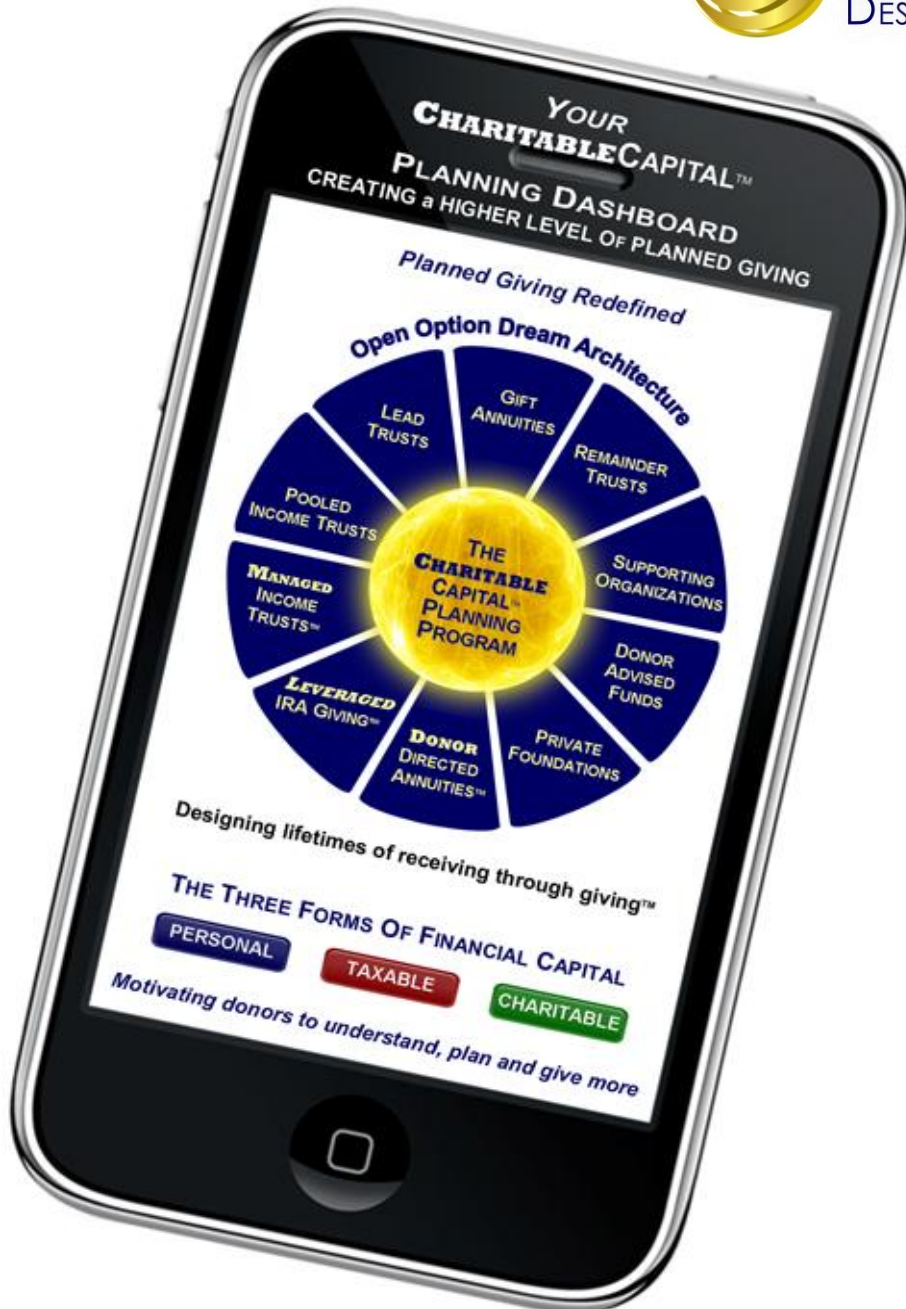 DES
YOUR
CHARITABLECAPITAL™
PLANNING DASHBOARD
CREATING a HIGHER LEVEL OF PLANNED GIVING
Planned Giving Redefined
Open Option Dream Architecture
GIFT
ANNUITIES
REMAINDER
TRUSTS
SUPPORTING
ORGANIZATIONS
DONOR
ADVISED
FUNDS
PRIVATE
FOUNDATIONS
DONOR
DIRECTED
ANNUITIES℠
LEVERAGED
IRA GIVING℠
MANAGED
INCOME
TRUSTS℠
POOLED
INCOME TRUSTS
LEAD
TRUSTS
THE
CHARITABLE
CAPITAL™
PLANNING
PROGRAM
Designing lifetimes of receiving through giving™
THE THREE FORMS OF FINANCIAL CAPITAL
PERSONAL
TAXABLE
CHARITABLE
Motivating donors to understand, plan and give more